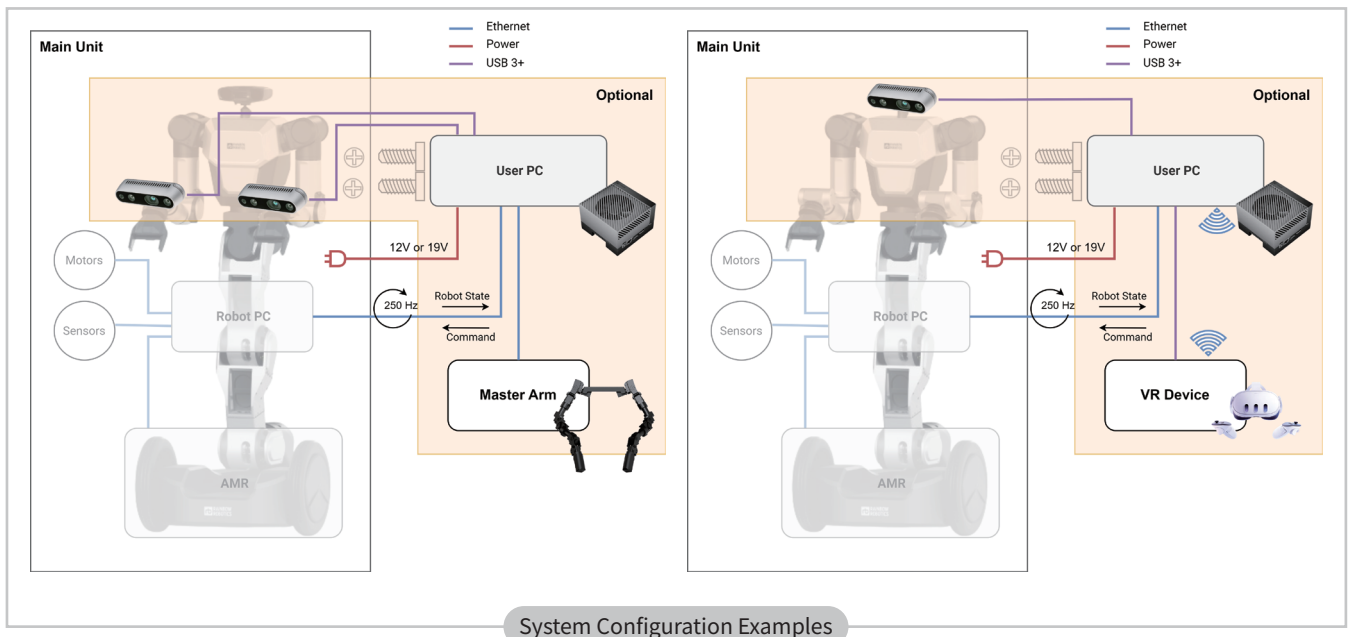 Main Unit
Ethernet
Power
USB 3+
Optional
User PC
12V or 19V
Motors
Sensors
Robot PC
250 Hz
Robot State
Command
Master Arm
AMR
Main Unit
Ethernet
Power
USB 3+
Optional
User PC
12V or 19V
Motors
Sensors
Robot PC
250 Hz
Robot State
Command
VR Device
AMR
System Configuration Examples